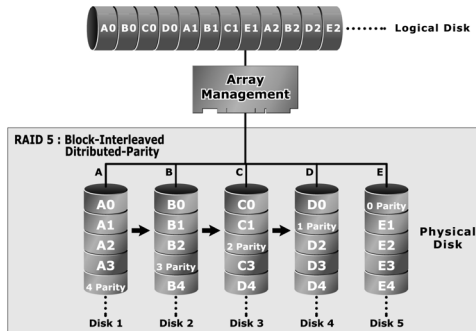 A0 B0 C0 D0 A1 B1 C1 E1 A2 B2 D2 E2
Logical Disk
Array
Management
RAID 5 : Block-Interleaved
Ditributed-Parity
A B C D E
A0 B0 C0 D0 0 Parity
A1 B1 C1 1 Parity E1
A2 B2 2 Parity D2 E2
A3 3 Parity C3 D3 E3
4 Parity B4 D4 D4 E4
Physical
Disk
Disk 1 Disk 2 Disk 3 Disk 4 Disk 5